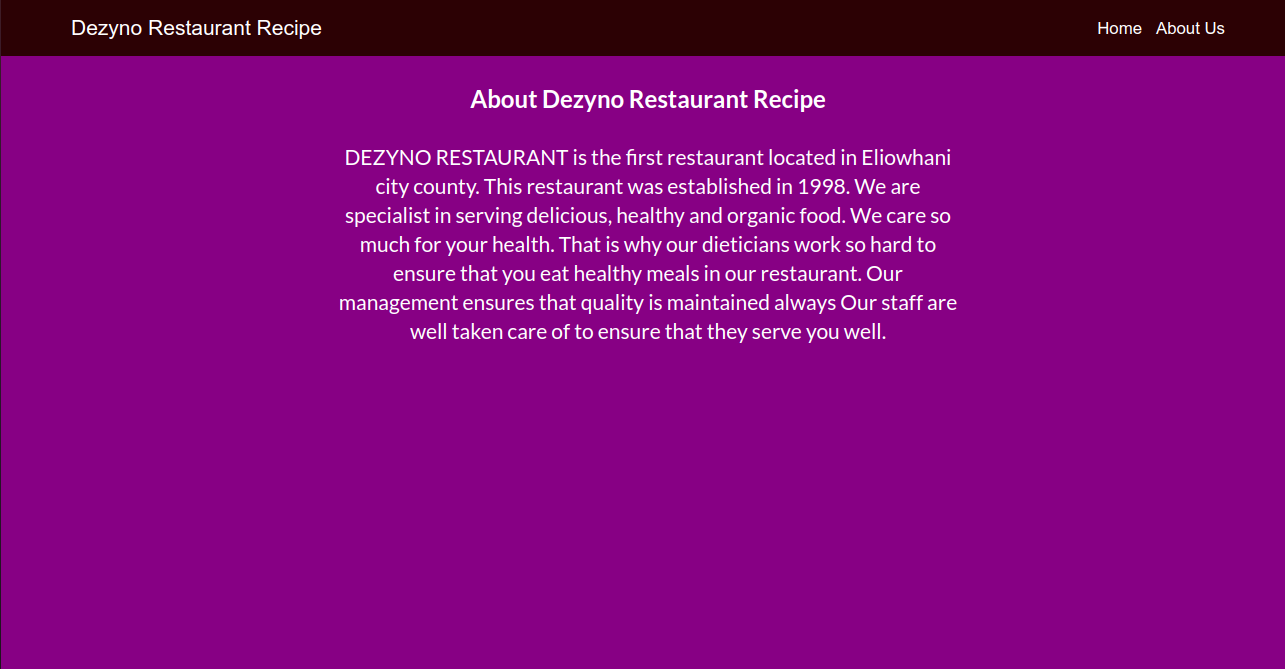 Dezyno Restaurant Recipe
Home About Us
About Dezyno Restaurant Recipe
DEZYNO RESTAURANT is the first restaurant located in Eliowhani
city county. This restaurant was established in 1998. We are
specialist in serving delicious, healthy and organic food. We care so
much for your health. That is why our dieticians work so hard to
ensure that you eat healthy meals in our restaurant. Our
management ensures that quality is maintained always Our staff are
well taken care of to ensure that they serve you well.